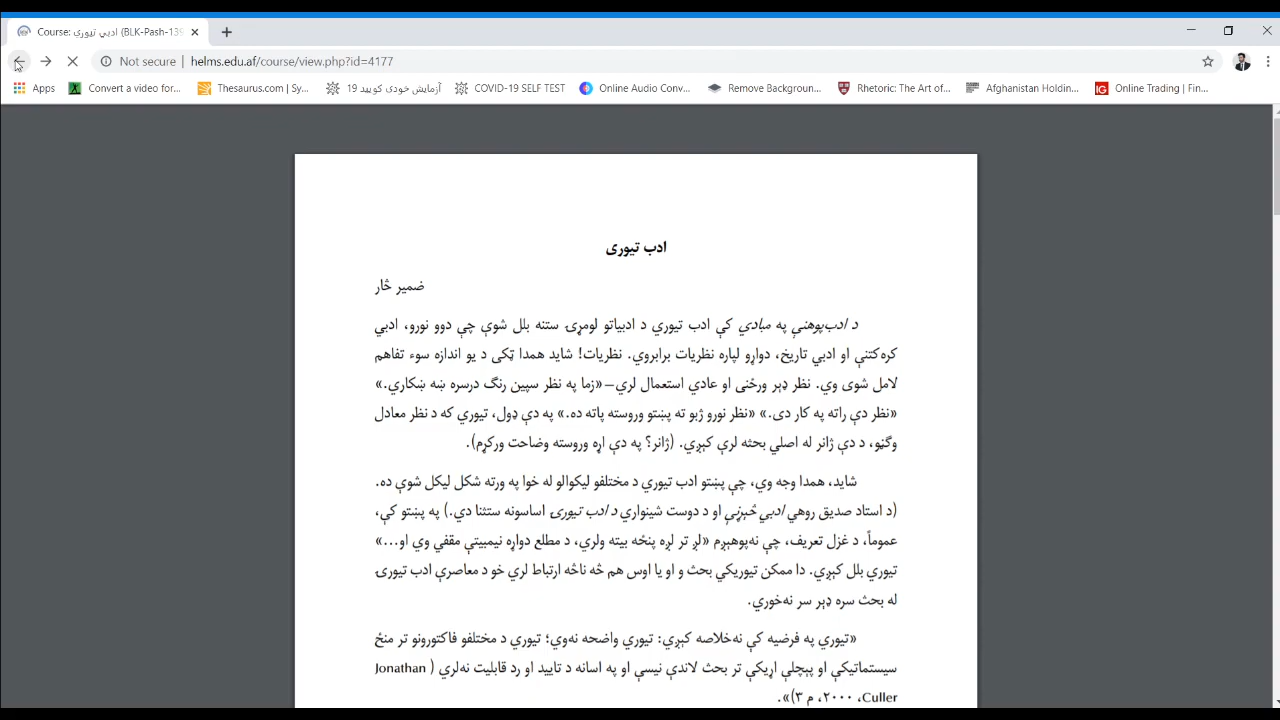 Course: ادبي تیوری (BLK-Pash-139
Not secure | helms.edu.af/course/view.php?id=4177
Apps
Convert a video for...
Thesaurus.com | Sy...
آزمایش خودی کووید 19
COVID-19 SELF TEST
Online Audio Conv...
Remove Backgroun...
Rhetoric: The Art of...
Afghanistan Holdin...
Online Trading | Fin...
ادب تیوری
ضمیر څار
د ادب‌پوهنې په مبادي کې ادب تیوري د ادبیاتو لومړۍ ستنه بلل شوې چې دوو نورو، ادبي
کره‌کتنې او ادبي تاریخ، دواړو لپاره نظریات برابروي. نظریات! شاید همدا ټکی د یو اندازه سوء تفاهم
لامل شوی وي. نظر ډېر ورځنی او عادي استعمال لري—«زما په نظر سپین رنگ درسره ښه ښکاري.»
«نظر دې راته په کار دی.» «نظر نورو ژبو ته پښتو وروسته پاته ده.» په دې ډول، تیوري که د نظر معادل
وگڼو، د دې ژانر له اصلي بحثه لرې کېږي. (ژانر؟ په دې اړه وروسته وضاحت ورکړم).
شاید، همدا وجه وي، چې پښتو ادب تیوري د مختلفو لیکوالو له خوا په ورته شکل لیکل شوې ده.
(د استاد صدیق روهي ادبي څېړنې او د دوست شینواري د ادب تیورۍ اساسونه ستثنا دي.) په پښتو کې،
عموماً، د غزل تعریف، چې نه‌پوهېږم «لږ تر لږه پنځه بیته ولري، د مطلع دواړه نیمبیتې مقفي وي او...»
تیوري بلل کېږي. دا ممکن تیوریکي بحث و او یا اوس هم څه ناڅه ارتباط لري خو د معاصرې ادب تیورۍ
له بحث سره ډېر سر نه‌خوري.
«تیوري په فرضیه کې نه‌خلاصه کېږي: تیوري واضحه نه‌وي؛ تیوري د مختلفو فاکتورونو تر منځ
سیستماتیکې او پېچلې اړیکې تر بحث لاندې نیسي او په اسانه د تایید او رد قابلیت نه‌لري ( Jonathan
Culler، ۲۰۰۰، م ۳)».